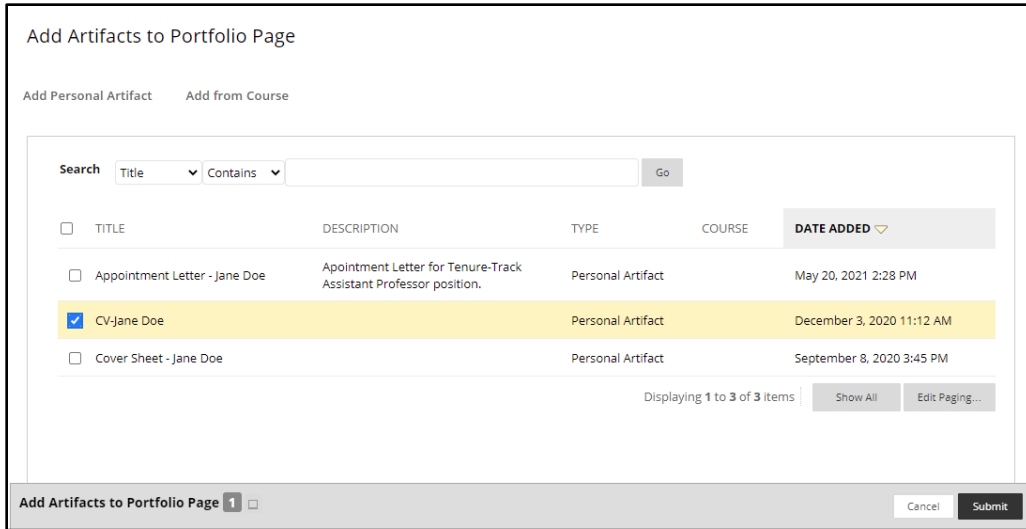 Add Artifacts to Portfolio Page
Add Personal Artifact Add from Course
Search Title Contains Go
TITLE DESCRIPTION TYPE COURSE DATE ADDED
Appointment Letter - Jane Doe Apointment Letter for Tenure-Track Assistant Professor position. Personal Artifact May 20, 2021 2:28 PM
CV-Jane Doe Personal Artifact December 3, 2020 11:12 AM
Cover Sheet - Jane Doe Personal Artifact September 8, 2020 3:45 PM
Displaying 1 to 3 of 3 items Show All Edit Paging...
Add Artifacts to Portfolio Page 1 Cancel Submit